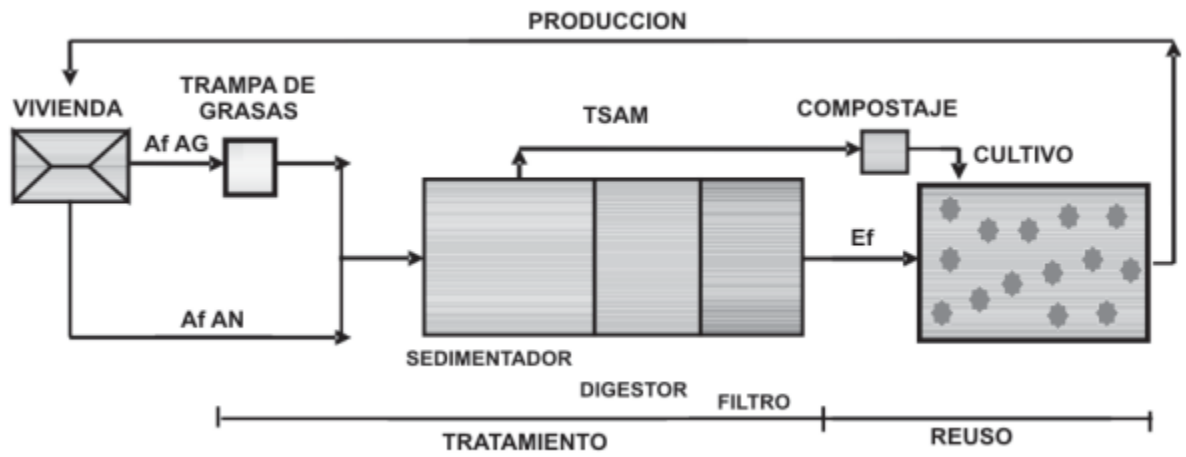 PRODUCCION
VIVIENDA
TRAMPA DE
GRASAS
Af AG
TSAM
COMPOSTAJE
CULTIVO
Ef
Af AN
SEDIMENTADOR
DIGESTOR
FILTRO
TRATAMIENTO
REUSO